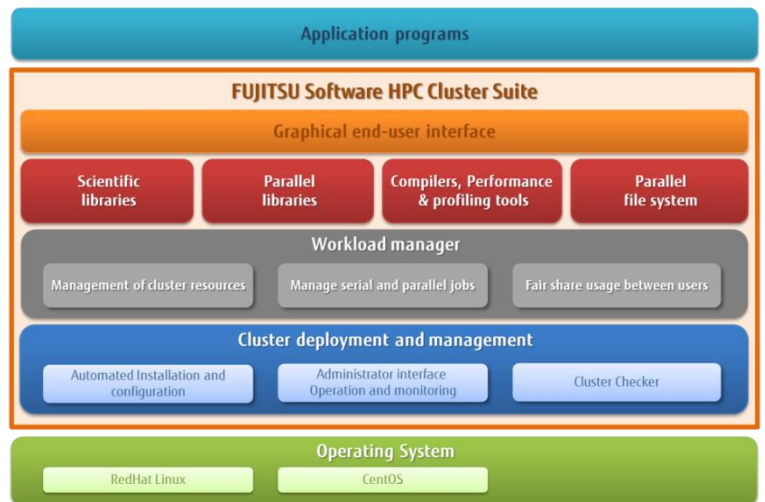 Application programs
FUJITSU Software HPC Cluster Suite
Graphical end-user interface
Scientific
libraries
Parallel
libraries
Compilers, Performance
& profiling tools
Parallel
file system
Workload manager
Management of cluster resources
Manage serial and parallel jobs
Fair share usage between users
Cluster deployment and management
Automated Installation and
configuration
Administrator interface
Operation and monitoring
Cluster Checker
Operating System
RedHat Linux
CentOS